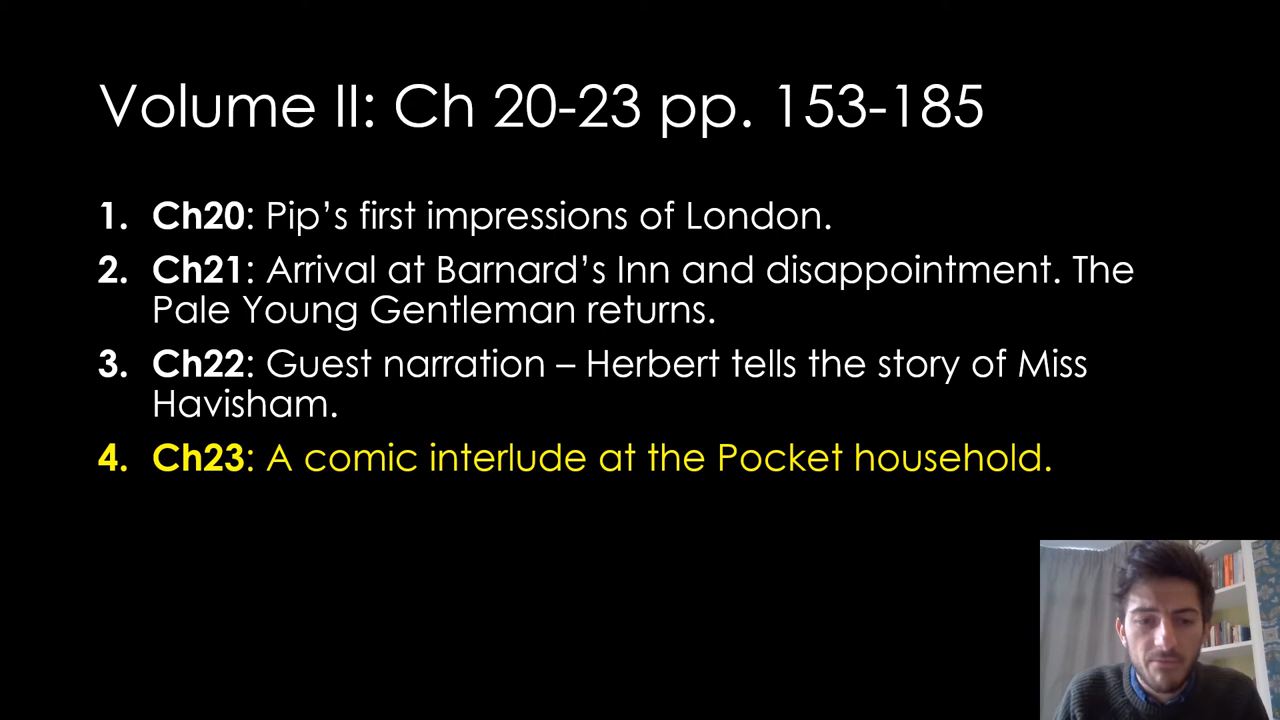 Volume II: Ch 20-23 pp. 153-185
1. Ch20: Pip’s first impressions of London.
2. Ch21: Arrival at Barnard’s Inn and disappointment. The
Pale Young Gentleman returns.
3. Ch22: Guest narration – Herbert tells the story of Miss
Havisham.
4. Ch23: A comic interlude at the Pocket household.